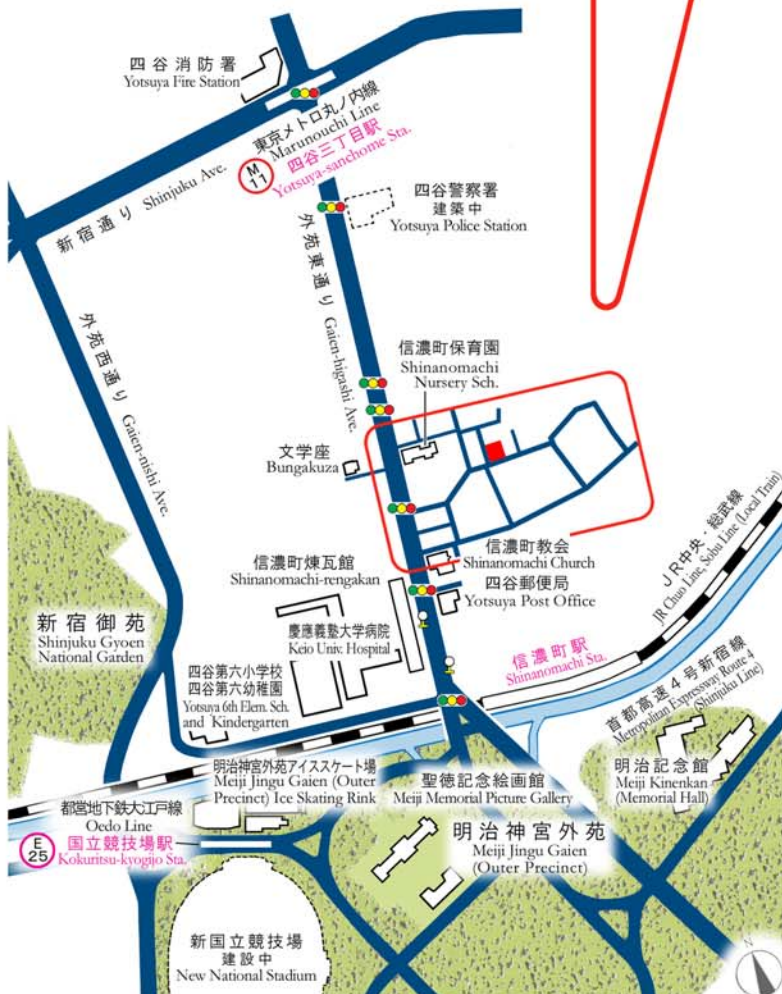 四谷消防署
Yotsuya Fire Station
東京メトロ丸ノ内線
Marunouchi Line
M
11
四谷三丁目駅
Yotsuya-sanchome Sta.
新宿通り Shinjuku Ave.
四谷警察署
建築中
Yotsuya Police Station
外苑東通り Gaien-higashi Ave.
外苑西通り Gaien-nishi Ave.
信濃町保育園
Shinanomachi
Nursery Sch.
文学座
Bungakuza
信濃町教会
Shinanomachi Church
四谷郵便局
Yotsuya Post Office
信濃町煉瓦館
Shinanomachi-rengakan
慶應義塾大学病院
Keio Univ. Hospital
新宿御苑
Shinjuku Gyoen
National Garden
四谷第六小学校
四谷第六幼稚園
Yotsuya 6th Elem. Sch.
and Kindergarten
信濃町駅
Shinanomachi Sta.
JR中央・総武線
JR Chuo Line, Sobu Line (Local Train)
首都高速4号新宿線
Metropolitan Expressway Route 4
(Shinjuku Line)
明治神宮外苑アイススケート場
Meiji Jingu Gaien (Outer
Precinct) Ice Skating Rink
聖徳記念絵画館
Meiji Memorial Picture Gallery
明治記念館
Meiji Kinenkan
(Memorial Hall)
都営地下鉄大江戸線
Oedo Line
E
25
国立競技場駅
Kokuritsu-kyogijo Sta.
明治神宮外苑
Meiji Jingu Gaien
(Outer Precinct)
新国立競技場
建設中
New National Stadium
N